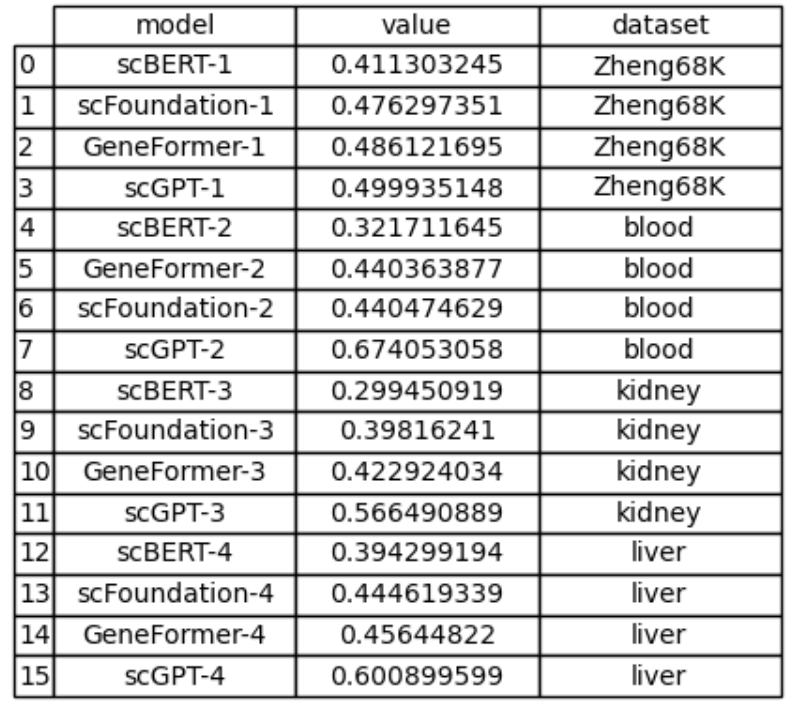 model value dataset
0 scBERT-1 0.411303245 Zheng68K
1 scFoundation-1 0.476297351 Zheng68K
2 GeneFormer-1 0.486121695 Zheng68K
3 scGPT-1 0.499935148 Zheng68K
4 scBERT-2 0.321711645 blood
5 GeneFormer-2 0.440363877 blood
6 scFoundation-2 0.440474629 blood
7 scGPT-2 0.674053058 blood
8 scBERT-3 0.299450919 kidney
9 scFoundation-3 0.39816241 kidney
10 GeneFormer-3 0.422924034 kidney
11 scGPT-3 0.566490889 kidney
12 scBERT-4 0.394299194 liver
13 scFoundation-4 0.444619339 liver
14 GeneFormer-4 0.45644822 liver
15 scGPT-4 0.600899599 liver